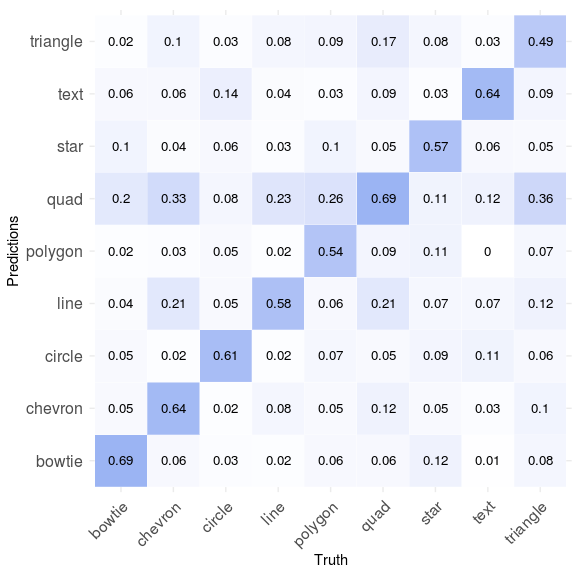 triangle 0.02 0.1 0.03 0.08 0.09 0.17 0.08 0.03 0.49
text 0.06 0.06 0.14 0.04 0.03 0.09 0.03 0.64 0.09
star 0.1 0.04 0.06 0.03 0.1 0.05 0.57 0.06 0.05
quad 0.2 0.33 0.08 0.23 0.26 0.69 0.11 0.12 0.36
polygon 0.02 0.03 0.05 0.02 0.54 0.09 0.11 0 0.07
line 0.04 0.21 0.05 0.58 0.06 0.21 0.07 0.07 0.12
circle 0.05 0.02 0.61 0.02 0.07 0.05 0.09 0.11 0.06
chevron 0.05 0.64 0.02 0.08 0.05 0.12 0.05 0.03 0.1
bowtie 0.69 0.06 0.03 0.02 0.06 0.06 0.12 0.01 0.08
bowtie chevron circle line polygon quad star text triangle
Truth
Predictions